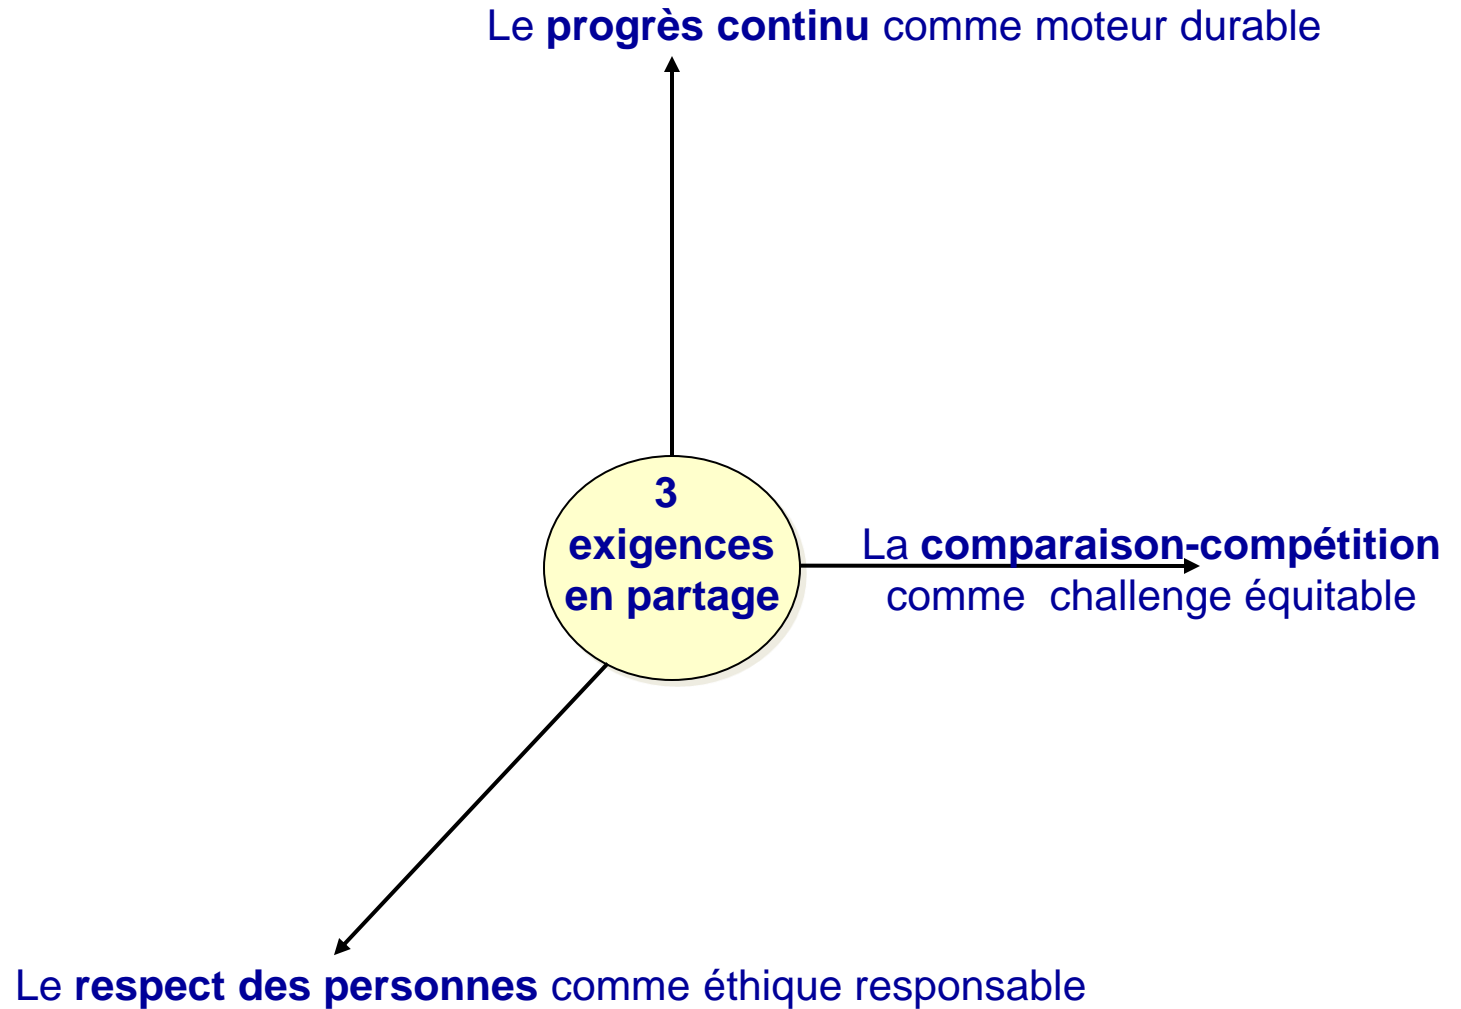 Le progrès continu comme moteur durable
3
exigences
en partage
La comparaison-compétition
comme challenge équitable
Le respect des personnes comme éthique responsable